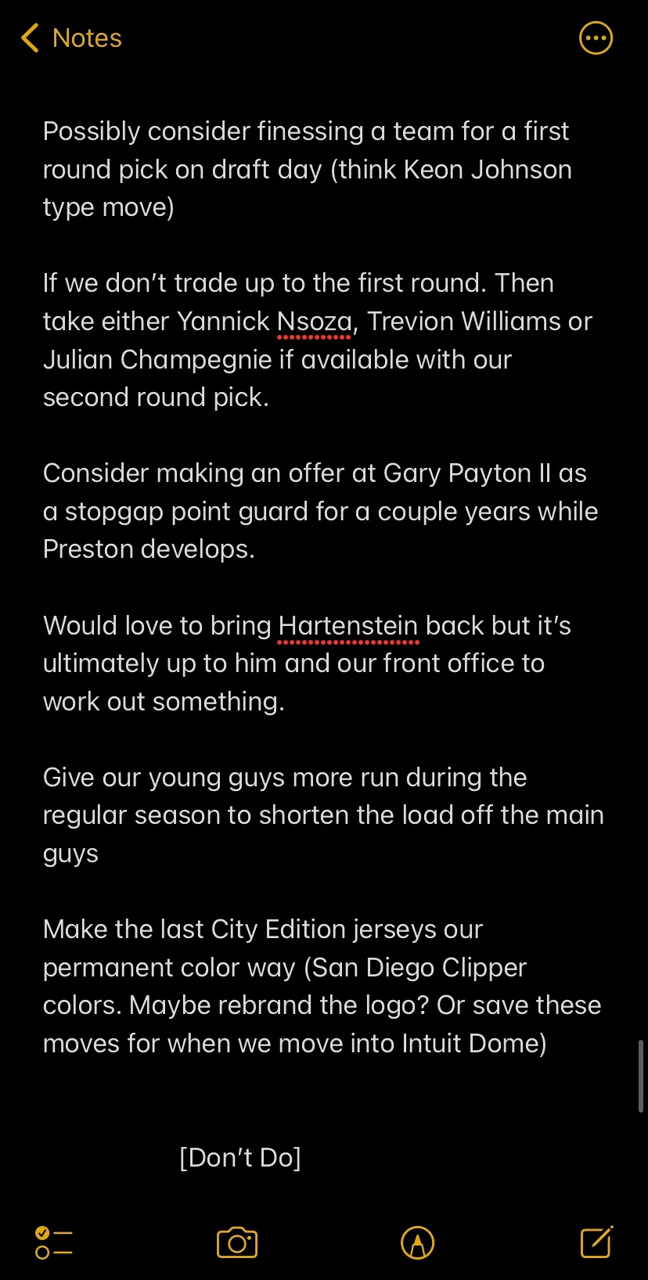 Notes
Possibly consider finessing a team for a first
round pick on draft day (think Keon Johnson
type move)
If we don’t trade up to the first round. Then
take either Yannick Nsoza, Trevion Williams or
Julian Champegnie if available with our
second round pick.
Consider making an offer at Gary Payton II as
a stopgap point guard for a couple years while
Preston develops.
Would love to bring Hartenstein back but it’s
ultimately up to him and our front office to
work out something.
Give our young guys more run during the
regular season to shorten the load off the main
guys
Make the last City Edition jerseys our
permanent color way (San Diego Clipper
colors. Maybe rebrand the logo? Or save these
moves for when we move into Intuit Dome)
[Don’t Do]